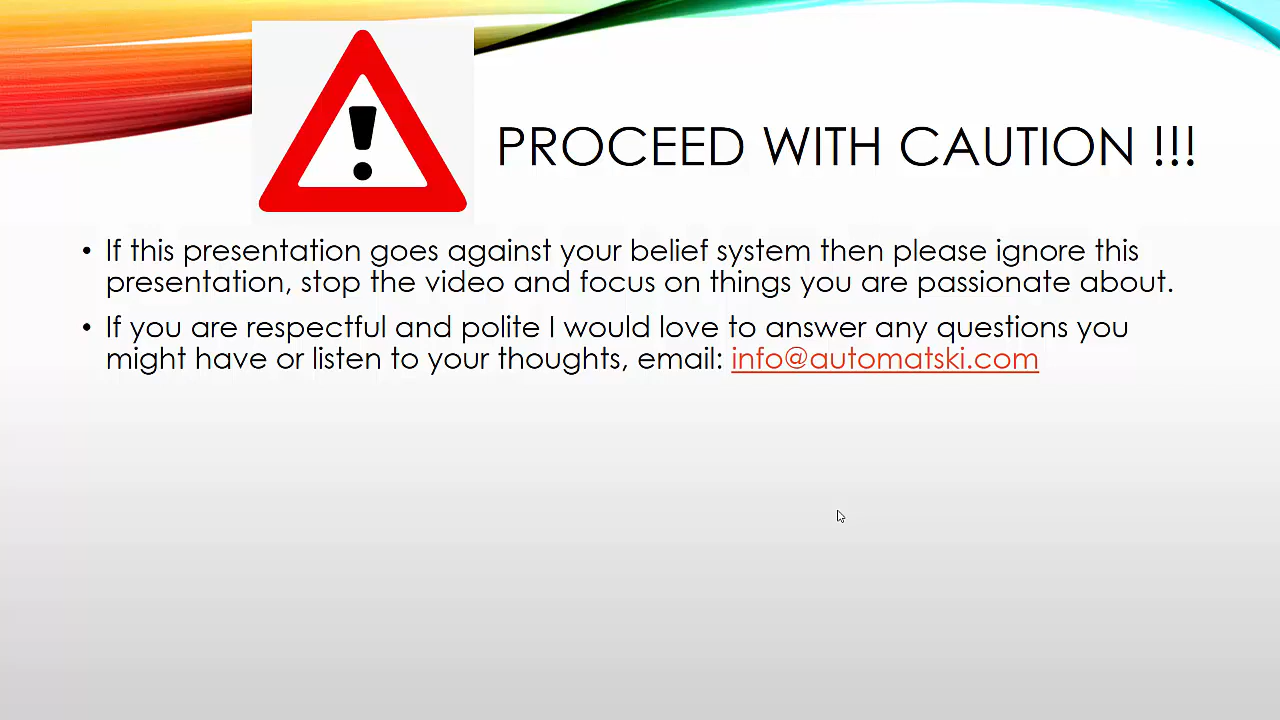 PROCEED WITH CAUTION !!!
• If this presentation goes against your belief system then please ignore this
presentation, stop the video and focus on things you are passionate about.
• If you are respectful and polite I would love to answer any questions you
might have or listen to your thoughts, email: info@automatski.com